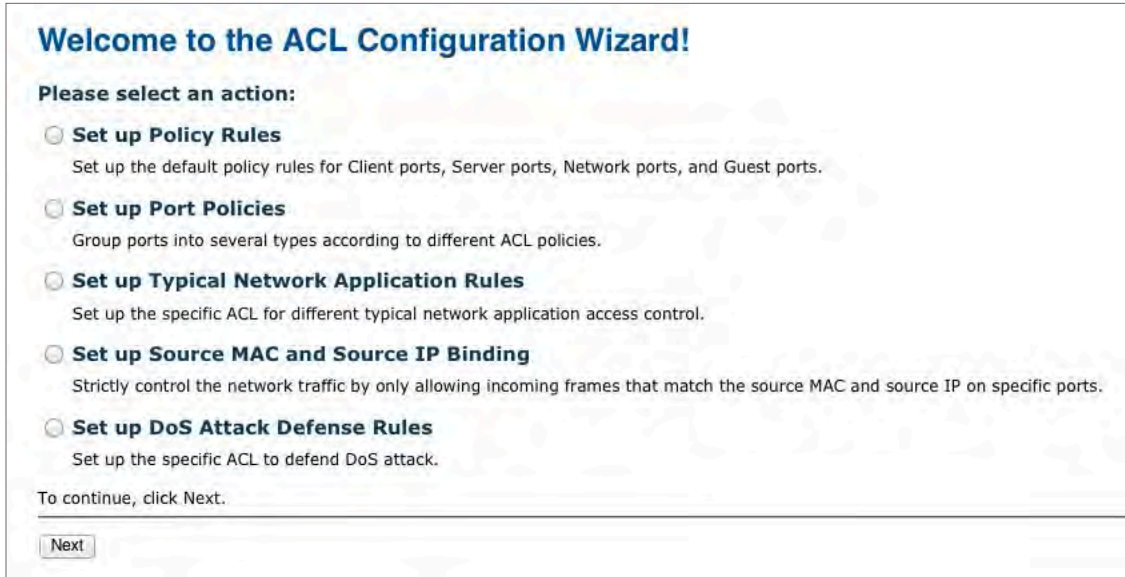 Welcome to the ACL Configuration Wizard!
Please select an action:
Set up Policy Rules
Set up the default policy rules for Client ports, Server ports, Network ports, and Guest ports.
Set up Port Policies
Group ports into several types according to different ACL policies.
Set up Typical Network Application Rules
Set up the specific ACL for different typical network application access control.
Set up Source MAC and Source IP Binding
Strictly control the network traffic by only allowing incoming frames that match the source MAC and source IP on specific ports.
Set up DoS Attack Defense Rules
Set up the specific ACL to defend DoS attack.
To continue, click Next.
Next